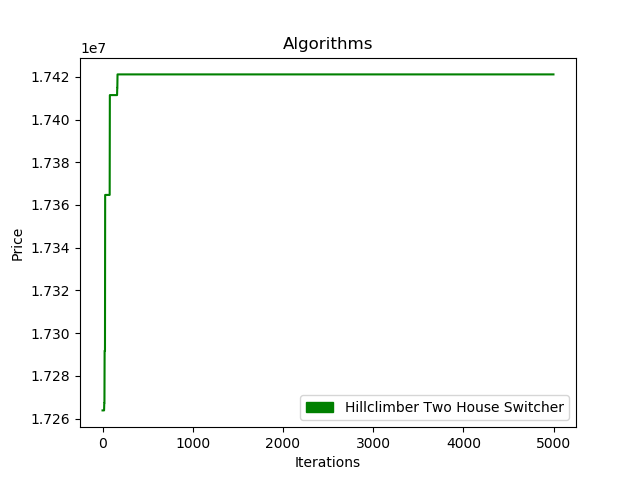 Algorithms
1e7
1.742
1.740
1.738
1.736
1.734
1.732
1.730
1.728
1.726
Price
0 1000 2000 3000 4000 5000
Iterations
Hillclimber Two House Switcher